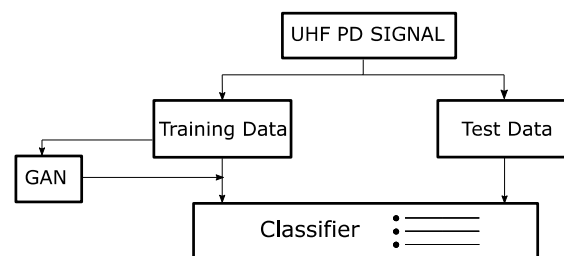 UHF PD SIGNAL
Training Data
Test Data
GAN
Classifier